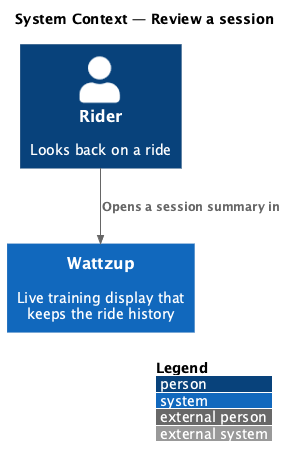 System Context — Review a session
Rider
Looks back on a ride
Opens a session summary in
Wattzup
Live training display that
keeps the ride history
Legend
person
system
external person
external system